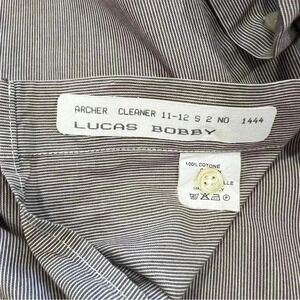 ARCHER CLEANER 11-12 S 2 NO 1444
LUCAS BOBBY
100% COTONE